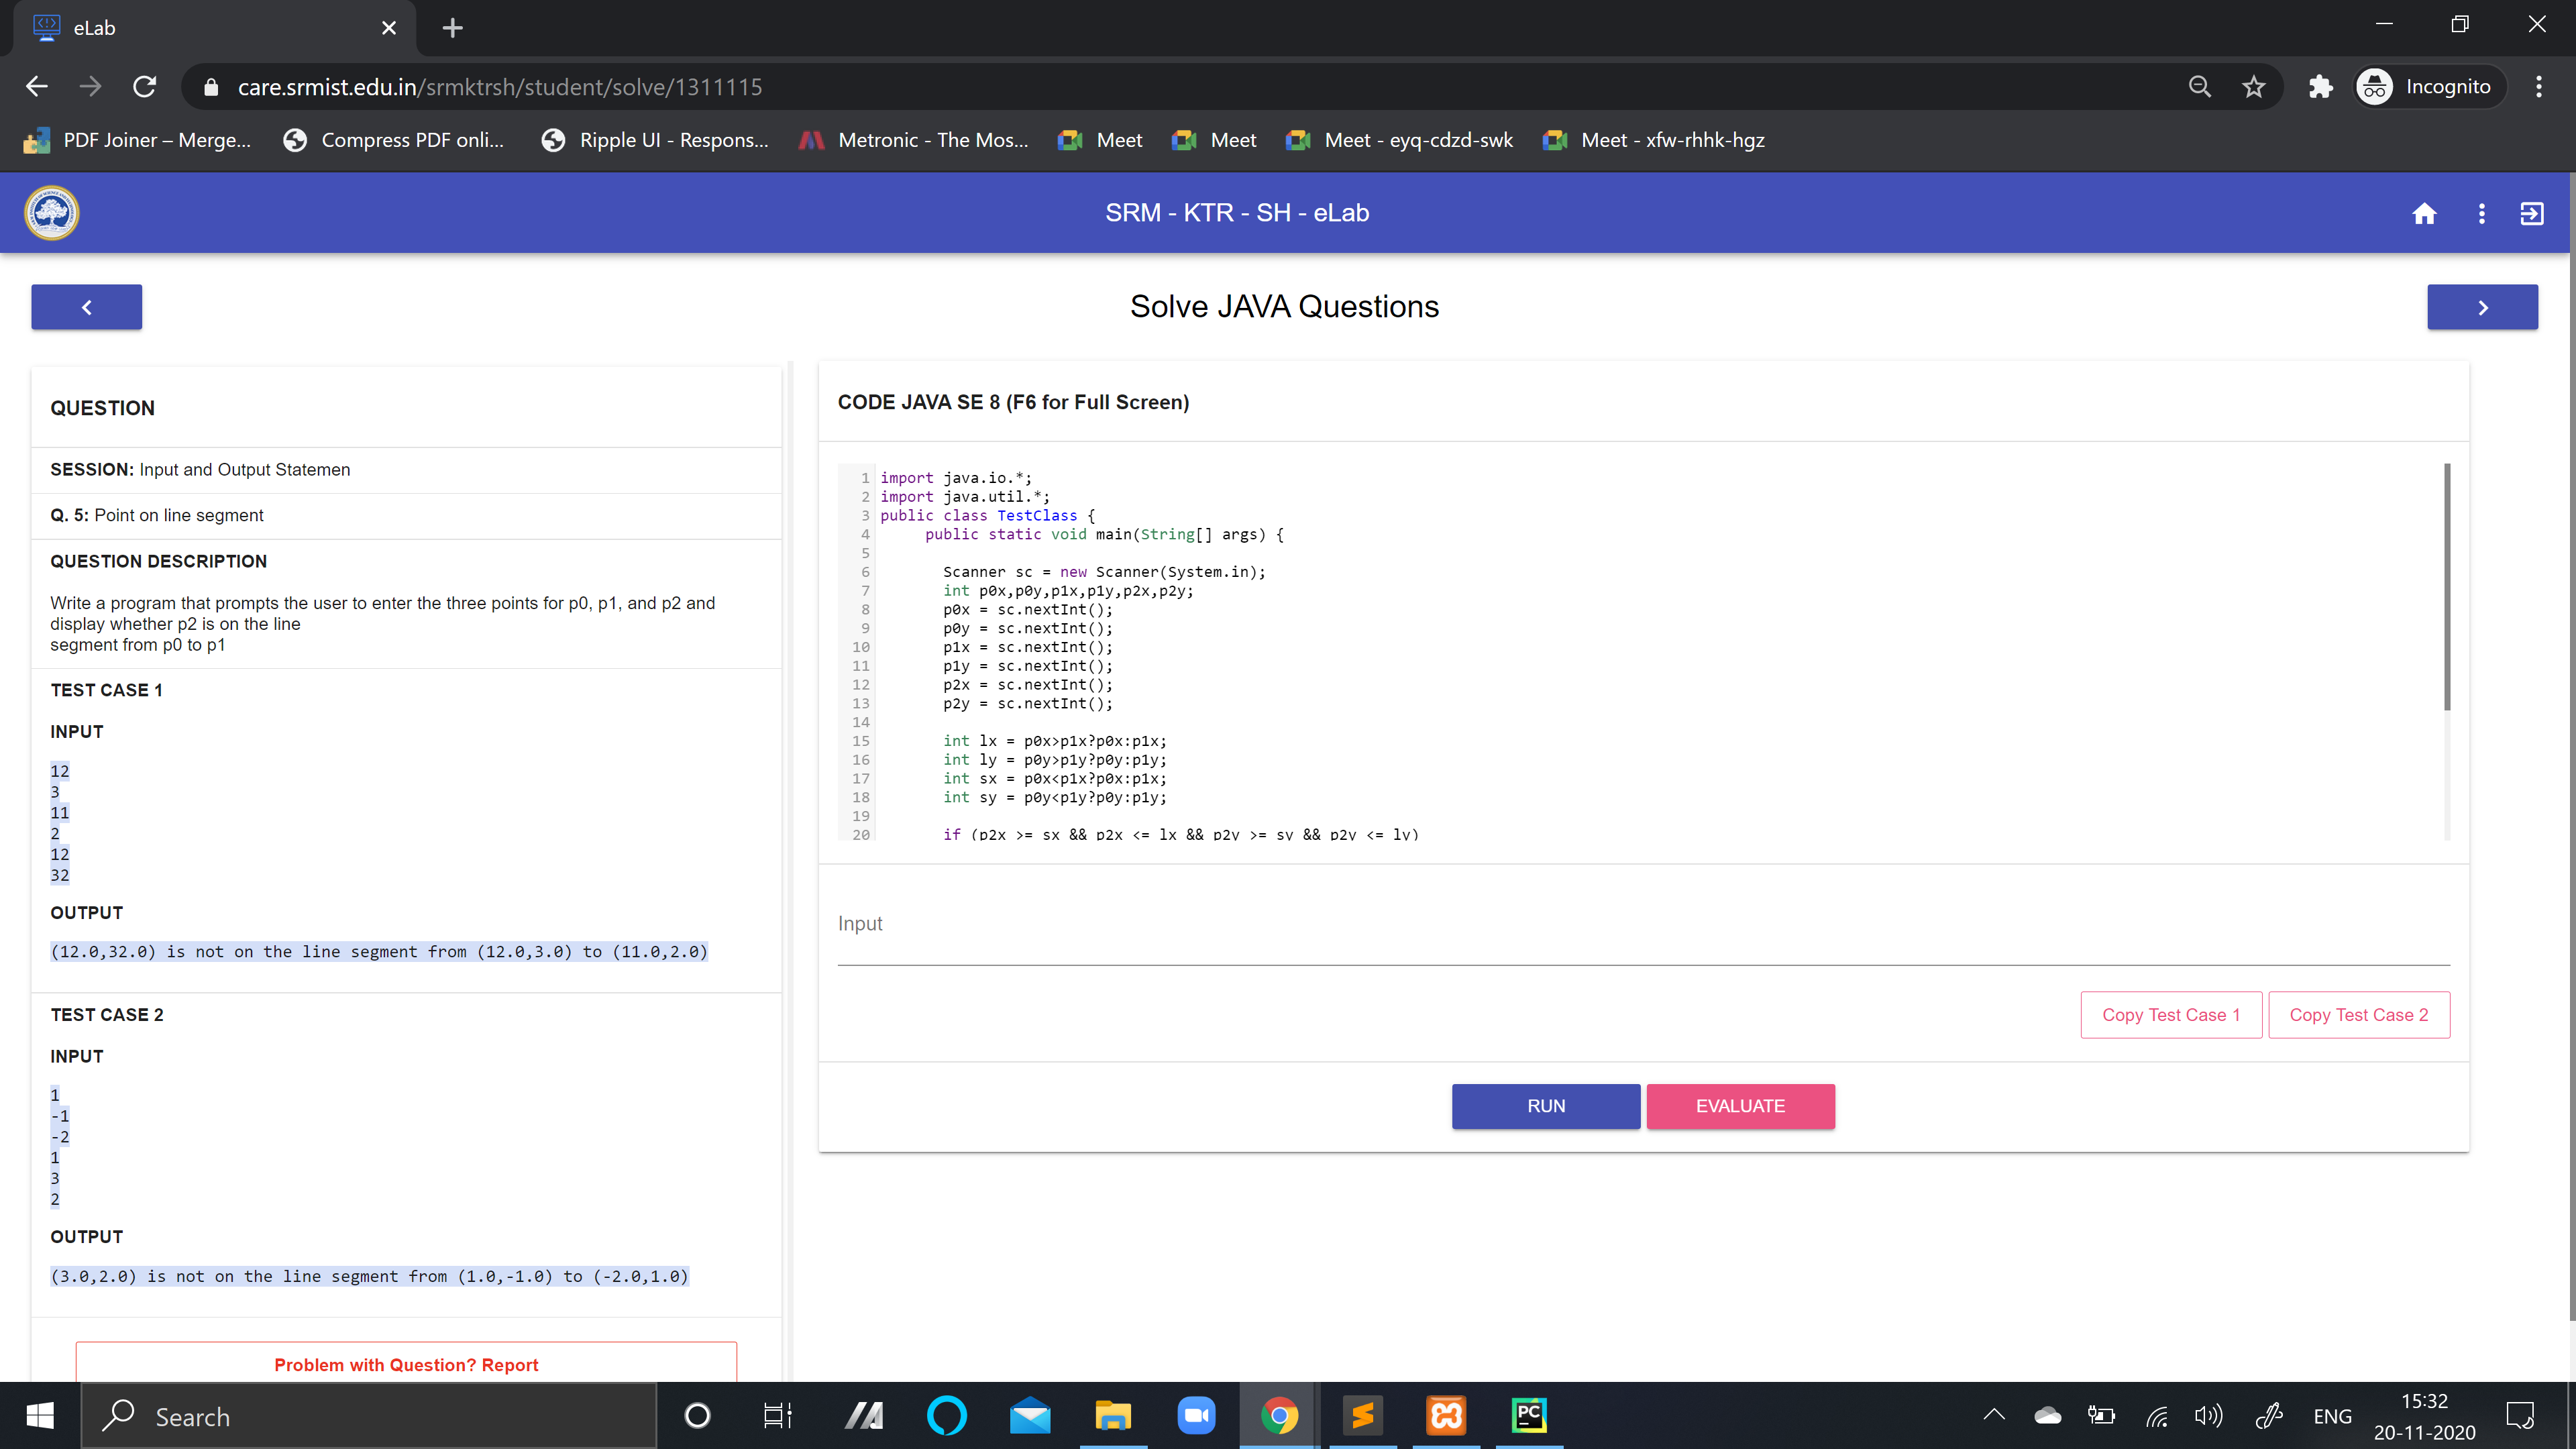 eLab
care.srmist.edu.in/srmktrsh/student/solve/1311115
Incognito
PDF Joiner – Merge...
Compress PDF onli...
Ripple UI - Respons...
Metronic - The Mos...
Meet
Meet
Meet - eyq-cdzd-swk
Meet - xfw-rhhk-hgz
SRM - KTR - SH - eLab
Solve JAVA Questions
QUESTION
SESSION: Input and Output Statemen
Q. 5: Point on line segment
QUESTION DESCRIPTION
Write a program that prompts the user to enter the three points for p0, p1, and p2 and
display whether p2 is on the line
segment from p0 to p1
TEST CASE 1
INPUT
12
3
11
2
12
32
OUTPUT
(12.0,32.0) is not on the line segment from (12.0,3.0) to (11.0,2.0)
TEST CASE 2
INPUT
1
-1
-2
1
3
2
OUTPUT
(3.0,2.0) is not on the line segment from (1.0,-1.0) to (-2.0,1.0)
Problem with Question? Report
CODE JAVA SE 8 (F6 for Full Screen)
1 import java.io.*;
2 import java.util.*;
3 public class TestClass {
4 public static void main(String[] args) {
5
6 Scanner sc = new Scanner(System.in);
7 int p0x,p0y,p1x,p1y,p2x,p2y;
8 p0x = sc.nextInt();
9 p0y = sc.nextInt();
10 p1x = sc.nextInt();
11 p1y = sc.nextInt();
12 p2x = sc.nextInt();
13 p2y = sc.nextInt();
14
15 int lx = p0x>p1x?p0x:p1x;
16 int ly = p0y>p1y?p0y:p1y;
17 int sx = p0x<p1x?p0x:p1x;
18 int sy = p0y<p1y?p0y:p1y;
19
20 if (p2x >= sx && p2x <= lx && p2y >= sy && p2y <= ly)
Input
Copy Test Case 1
Copy Test Case 2
RUN
EVALUATE
Search
PC
ENG
15:32
20-11-2020